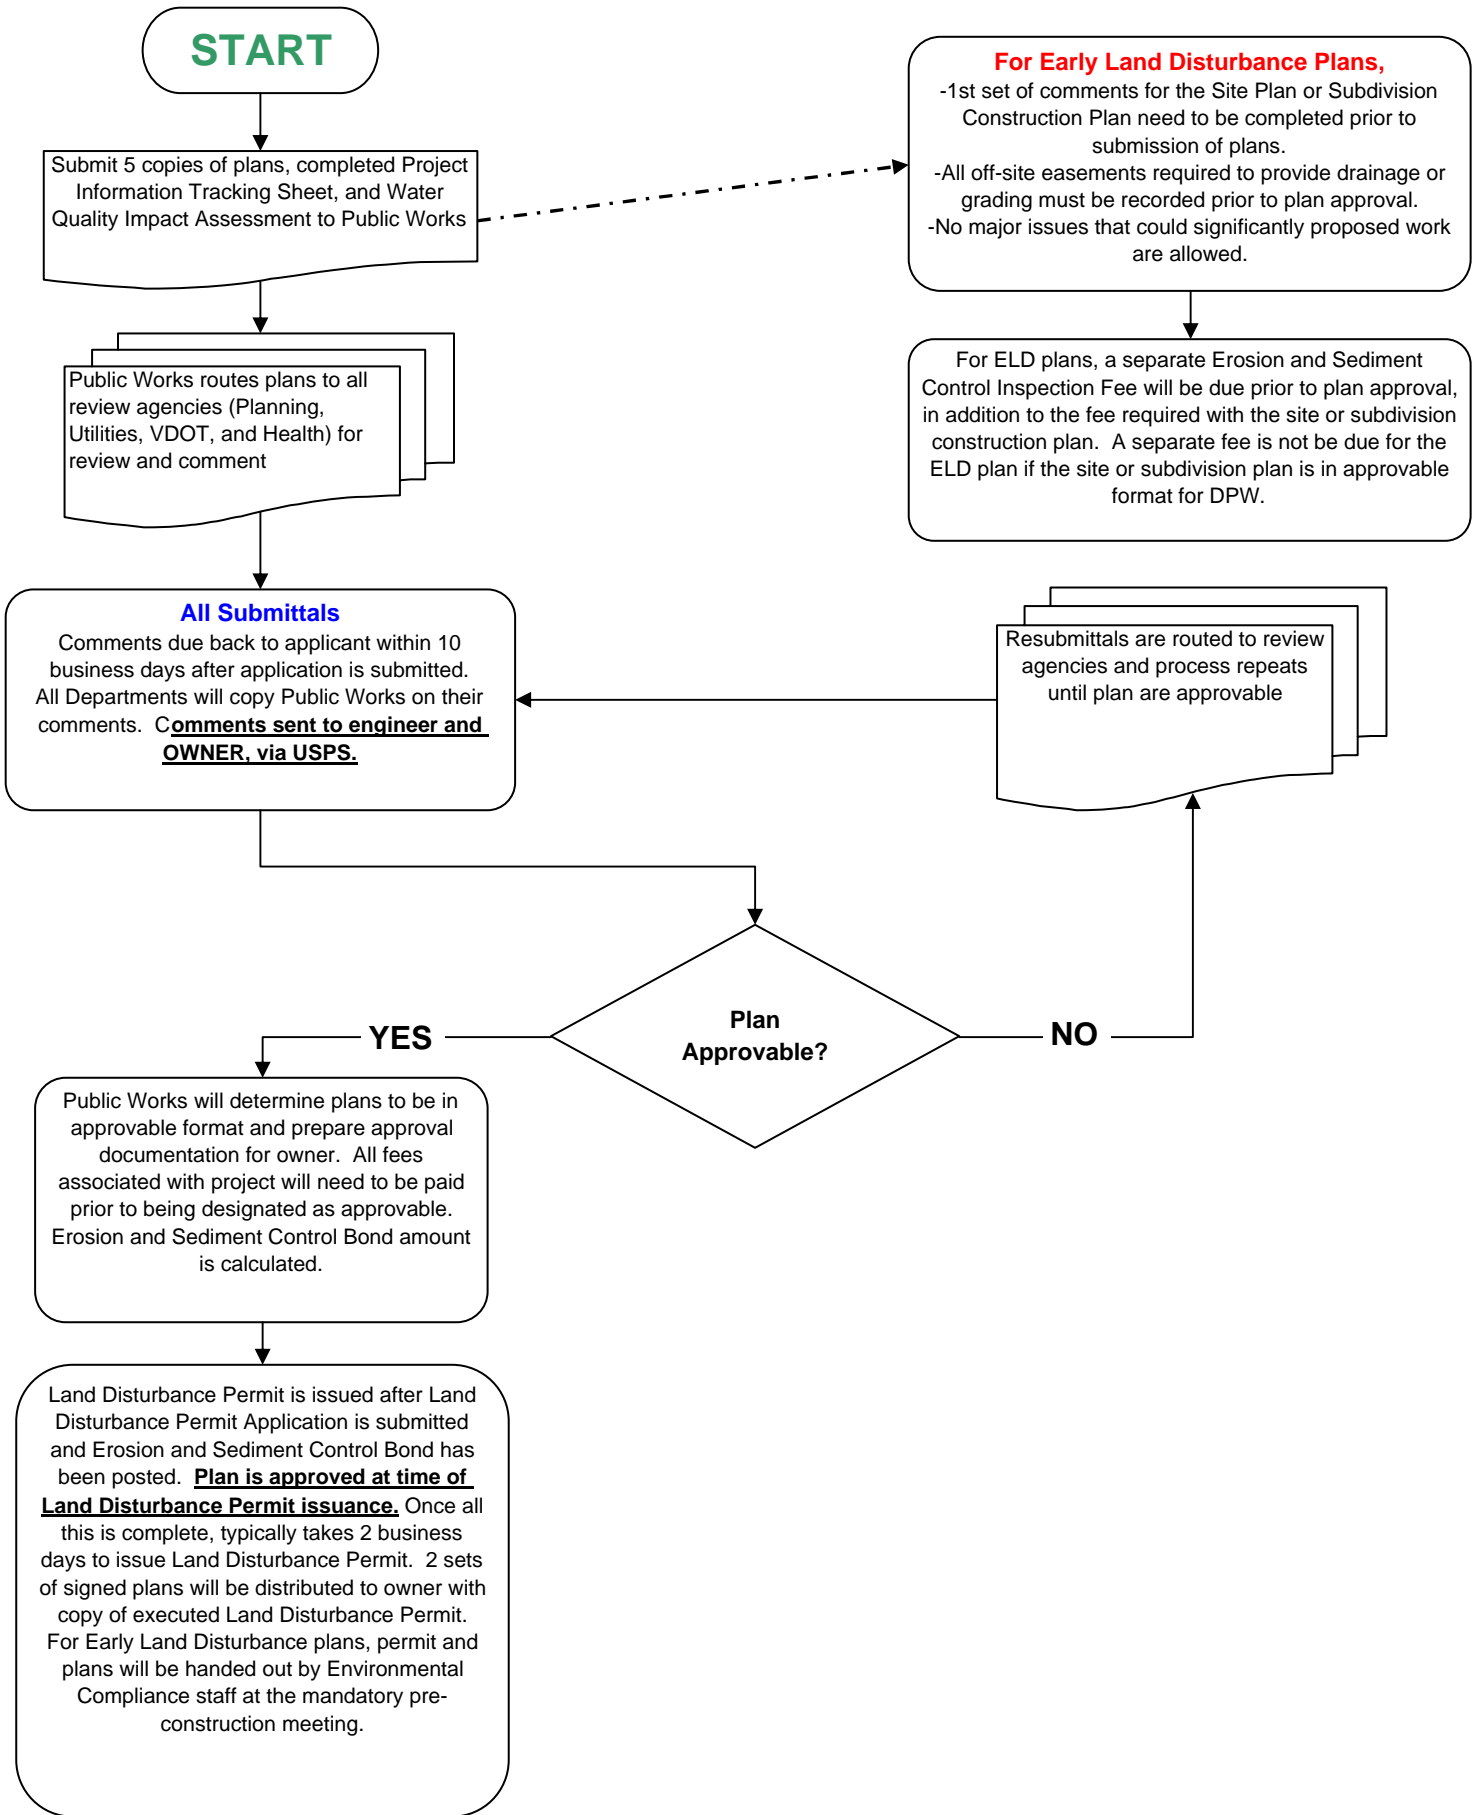 START
Submit 5 copies of plans, completed Project
Information Tracking Sheet, and Water
Quality Impact Assessment to Public Works
For Early Land Disturbance Plans,
-1st set of comments for the Site Plan or Subdivision
Construction Plan need to be completed prior to
submission of plans.
-All off-site easements required to provide drainage or
grading must be recorded prior to plan approval.
-No major issues that could significantly proposed work
are allowed.
Public Works routes plans to all
review agencies (Planning,
Utilities, VDOT, and Health) for
review and comment
For ELD plans, a separate Erosion and Sediment
Control Inspection Fee will be due prior to plan approval,
in addition to the fee required with the site or subdivision
construction plan.  A separate fee is not be due for the
ELD plan if the site or subdivision plan is in approvable
format for DPW.
All Submittals
Comments due back to applicant within 10
business days after application is submitted.
All Departments will copy Public Works on their
comments.  Comments sent to engineer and
OWNER, via USPS.
Resubmittals are routed to review
agencies and process repeats
until plan are approvable
Plan
Approvable?
YES
NO
Public Works will determine plans to be in
approvable format and prepare approval
documentation for owner.  All fees
associated with project will need to be paid
prior to being designated as approvable.
Erosion and Sediment Control Bond amount
is calculated.
Land Disturbance Permit is issued after Land
Disturbance Permit Application is submitted
and Erosion and Sediment Control Bond has
been posted.  Plan is approved at time of
Land Disturbance Permit issuance. Once all
this is complete, typically takes 2 business
days to issue Land Disturbance Permit.  2 sets
of signed plans will be distributed to owner with
copy of executed Land Disturbance Permit.
For Early Land Disturbance plans, permit and
plans will be handed out by Environmental
Compliance staff at the mandatory pre-
construction meeting.